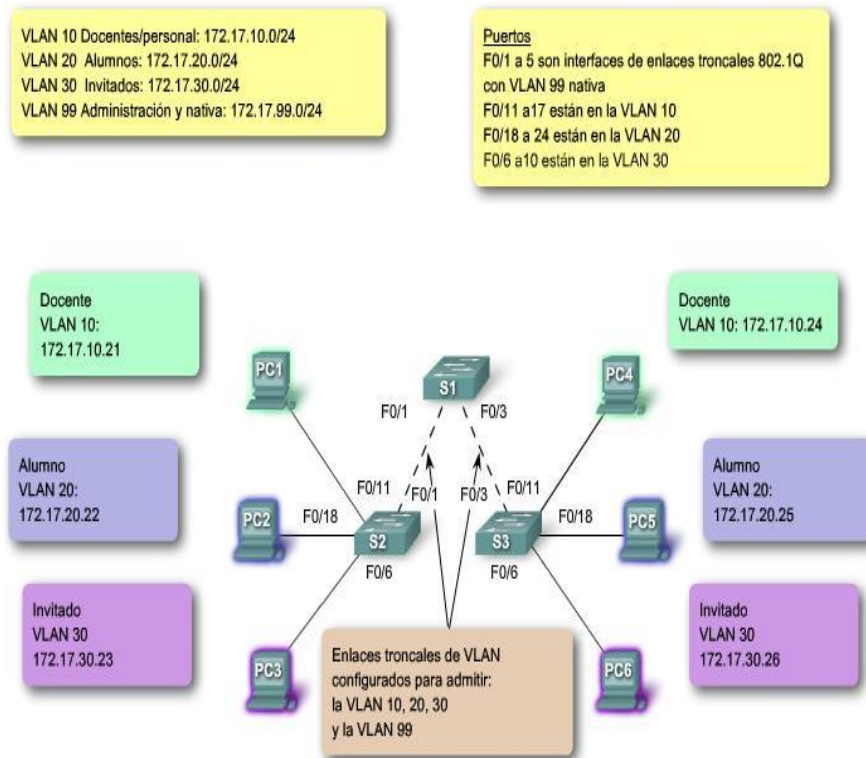 VLAN 10 Docentes/personal: 172.17.10.0/24
VLAN 20 Alumnos: 172.17.20.0/24
VLAN 30 Invitados: 172.17.30.0/24
VLAN 99 Administración y nativa: 172.17.99.0/24
Puertos
F0/1 a 5 son interfaces de enlaces troncales 802.1Q
con VLAN 99 nativa
F0/11 a17 están en la VLAN 10
F0/18 a 24 están en la VLAN 20
F0/6 a10 están en la VLAN 30
Docente
VLAN 10:
172.17.10.21
Docente
VLAN 10: 172.17.10.24
PC1
S1
PC4
F0/1
F0/3
Alumno
VLAN 20:
172.17.20.22
F0/11
F0/1
F0/3
F0/11
PC2
F0/18
S2
S3
F0/18
PC5
Alumno
VLAN 20:
172.17.20.25
F0/6
F0/6
Invitado
VLAN 30
172.17.30.23
PC3
Enlaces troncales de VLAN
configurados para admitir:
la VLAN 10, 20, 30
y la VLAN 99
PC6
Invitado
VLAN 30
172.17.30.26